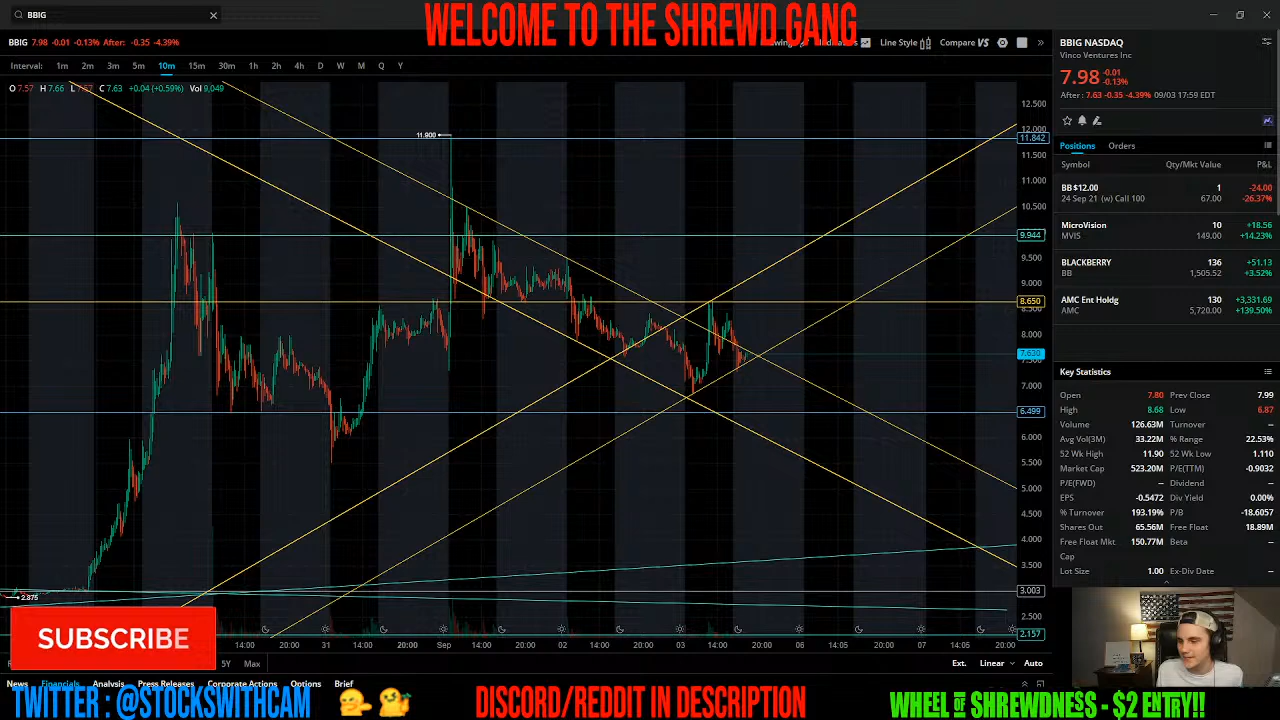 WELCOME TO THE SHREWD GANG
BBIG
BBIG 7.98 -0.01 -0.13% After: -0.35 -4.39%
Line Style Compare VS
Interval: 1m 2m 3m 5m 10m 15m 30m 1h 2h 4h D W M Q Y
O 7.57 H 7.66 L 7.57 C 7.63 +0.04 (+0.59%) Vol 9,049
11.900
2.875
12.500
12.000
11.842
11.500
11.000
10.500
9.944
9.500
9.000
8.650
8.500
8.000
7.630
7.500
7.000
6.499
6.000
5.500
5.000
4.500
4.000
3.500
3.003
2.500
2.157
14:00 20:00 31 14:00 20:00 Sep 14:00 20:00 02 14:00 20:00 03 14:00 20:00 06 14:05 20:00 07 14:05 20:00
5Y Max
Ext. Linear Auto
News Financials Analysis Press Releases Corporate Actions Options Brief
BBIG NASDAQ
Vinco Ventures Inc
7.98 -0.01
-0.13%
After : 7.63 -0.35 -4.39% 09/03 17:59 EDT
Positions Orders
Symbol Qty/Mkt Value P&L
BB $12.00 1 -24.00
24 Sep 21 (w) Call 100 67.00 -26.37%
MicroVision 10 +18.56
MVIS 149.00 +14.23%
BLACKBERRY 136 +51.13
BB 1,505.52 +3.52%
AMC Ent Holdg 130 +3,331.69
AMC 5,720.00 +139.50%
Key Statistics
Open 7.80 Prev Close 7.99
High 8.68 Low 6.87
Volume 126.63M Turnover –
Avg Vol(3M) 33.22M % Range 22.53%
52 Wk High 11.90 52 Wk Low 1.110
Market Cap 523.20M P/E(TTM) -0.9032
P/E(FWD) – Dividend –
EPS -0.5472 Div Yield 0.00%
% Turnover 193.19% P/B -18.6057
Shares Out 65.56M Free Float 18.89M
Free Float Mkt 150.77M Beta –
Cap
Lot Size 1.00 Ex-Div Date –
SUBSCRIBE
TWITTER : @STOCKSWITHCAM
DISCORD/REDDIT IN DESCRIPTION
WHEEL OF SHREWDNESS - $2 ENTRY!!